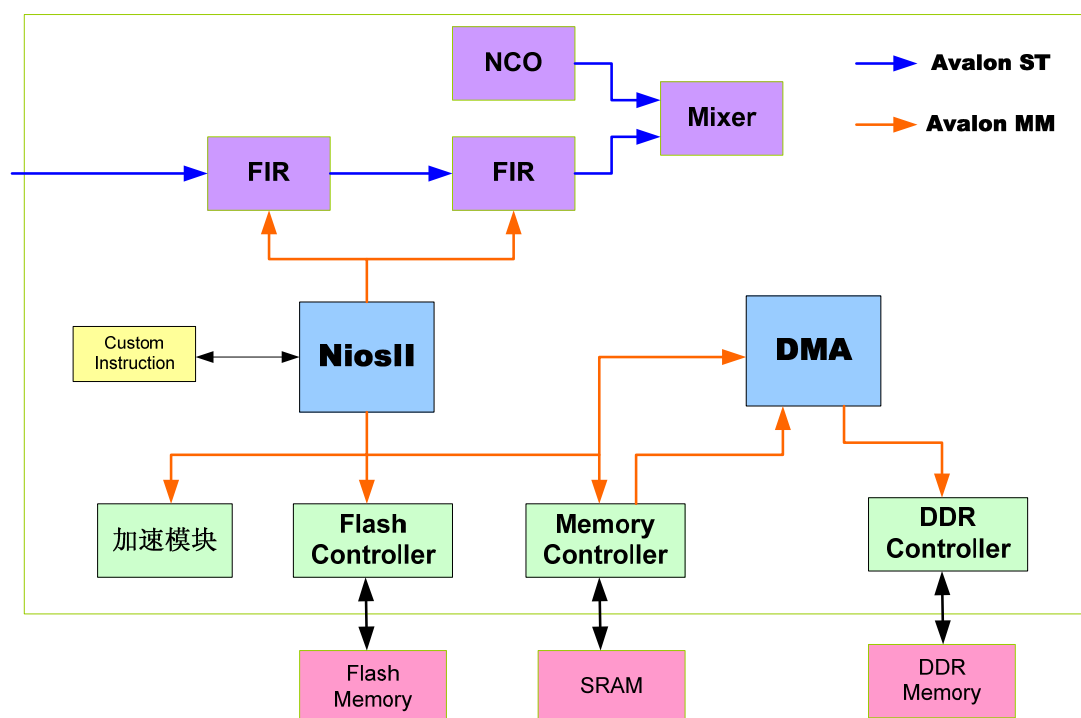 NCO
Avalon ST
Mixer
Avalon MM
FIR
FIR
Custom
Instruction
NiosII
DMA
加速模块
Flash
Controller
Memory
Controller
DDR
Controller
Flash
Memory
SRAM
DDR
Memory